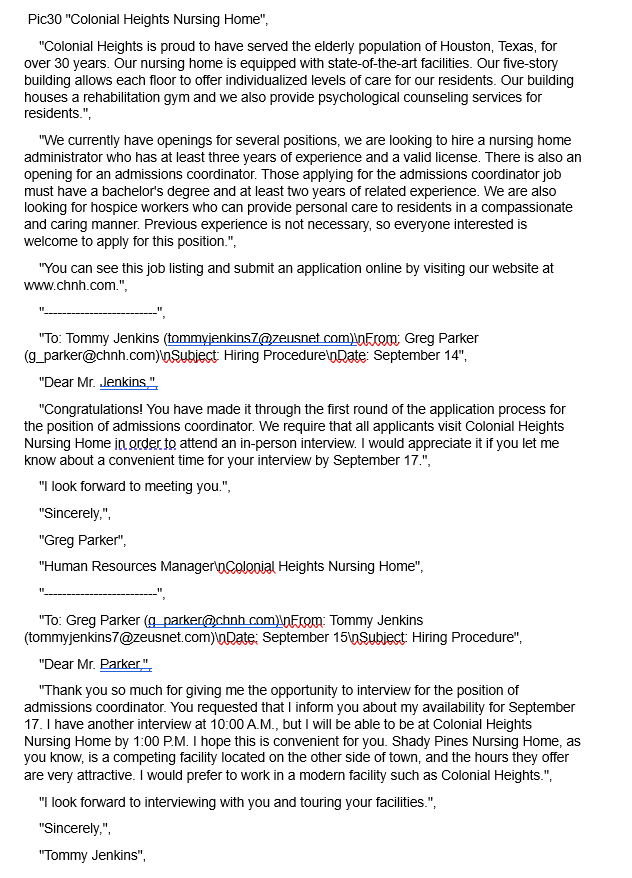 Pic30 "Colonial Heights Nursing Home",
"Colonial Heights is proud to have served the elderly population of Houston, Texas, for
over 30 years. Our nursing home is equipped with state-of-the-art facilities. Our five-story
building allows each floor to offer individualized levels of care for our residents. Our building
houses a rehabilitation gym and we also provide psychological counseling services for
residents.",
"We currently have openings for several positions, we are looking to hire a nursing home
administrator who has at least three years of experience and a valid license. There is also an
opening for an admissions coordinator. Those applying for the admissions coordinator job
must have a bachelor's degree and at least two years of related experience. We are also
looking for hospice workers who can provide personal care to residents in a compassionate
and caring manner. Previous experience is not necessary, so everyone interested is
welcome to apply for this position.",
"You can see this job listing and submit an application online by visiting our website at
www.chnh.com.",
"-------------------------",
"To: Tommy Jenkins (tommyjenkins7@zeusnet.com)\nFrom: Greg Parker
(g_parker@chnh.com)\nSubject: Hiring Procedure\nDate: September 14",
"Dear Mr. Jenkins,",
"Congratulations! You have made it through the first round of the application process for
the position of admissions coordinator. We require that all applicants visit Colonial Heights
Nursing Home in order to attend an in-person interview. I would appreciate it if you let me
know about a convenient time for your interview by September 17.",
"I look forward to meeting you.",
"Sincerely,",
"Greg Parker",
"Human Resources Manager\nColonial Heights Nursing Home",
"-------------------------",
"To: Greg Parker (g_parker@chnh.com)\nFrom: Tommy Jenkins
(tommyjenkins7@zeusnet.com)\nDate: September 15\nSubject: Hiring Procedure",
"Dear Mr. Parker,",
"Thank you so much for giving me the opportunity to interview for the position of
admissions coordinator. You requested that I inform you about my availability for September
17. I have another interview at 10:00 A.M., but I will be able to be at Colonial Heights
Nursing Home by 1:00 P.M. I hope this is convenient for you. Shady Pines Nursing Home, as
you know, is a competing facility located on the other side of town, and the hours they offer
are very attractive. I would prefer to work in a modern facility such as Colonial Heights.",
"I look forward to interviewing with you and touring your facilities.",
"Sincerely,",
"Tommy Jenkins",